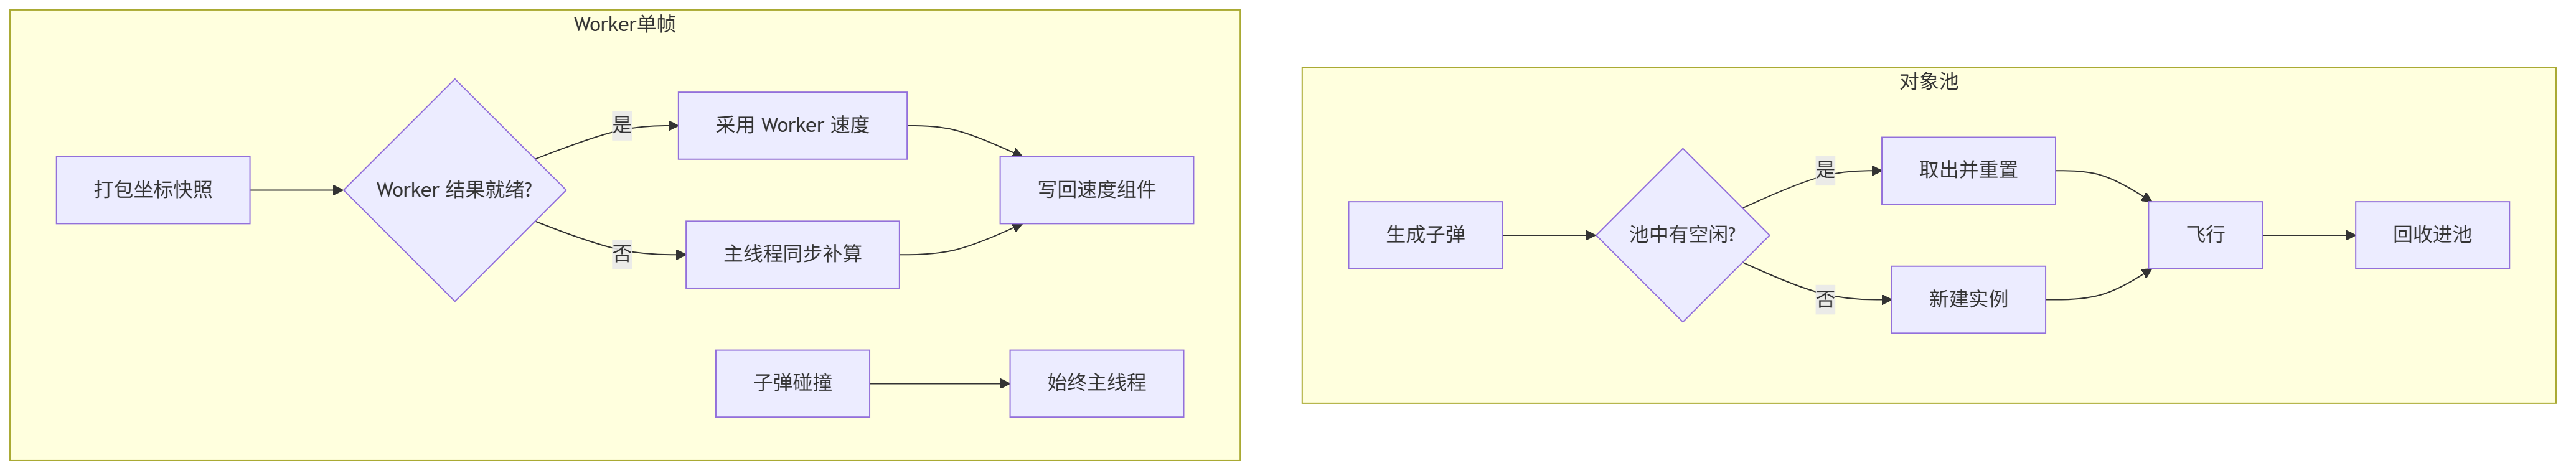 Worker单帧
打包坐标快照
Worker 结果就绪?
是
否
采用 Worker 速度
主线程同步补算
写回速度组件
子弹碰撞
始终主线程
对象池
生成子弹
池中有空闲?
是
否
取出并重置
新建实例
飞行
回收进池